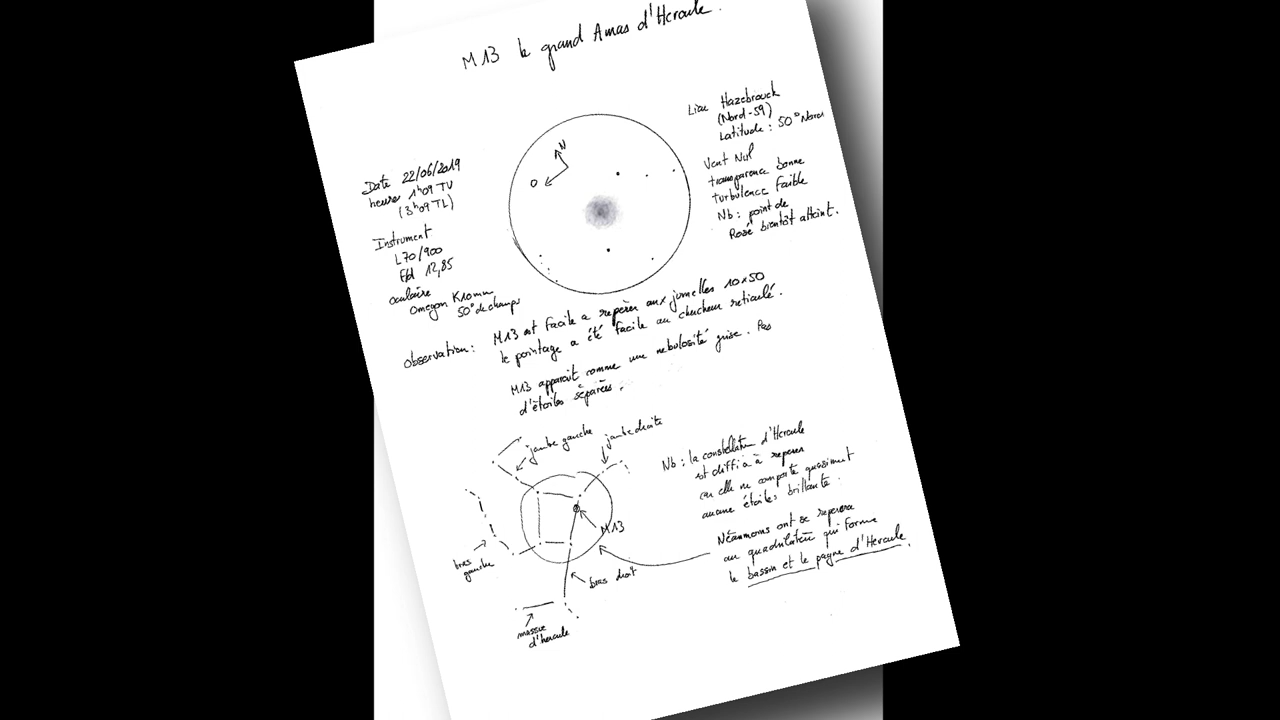 M13 le grand Amas d'Hercule.
Lieu Hazebrouck
(Nord-59)
Latitude : 50° Nord
Vent Nul
transparence bonne
turbulence faible
Nb : point de
Rosé bientôt atteint.
N
O
Date 22/06/2019
heure 1h09 TU
(3h09 TL)
Instrument
L70/900
F/d 12,85
oculaire
Omegon Kromm
50° de champs
Observation : M13 est facile a repérer aux jumelles 10x50
le pointage a été facile au chercheur reticulé.
M13 apparait comme une nebulosité grise. Pas
d'étoiles séparées.
jambe gauche
jambe droite
M13
bras
gauche
bras droit
massue
d'hercule
Nb : la constellation d'Hercule
est difficile à reperer
car elle ne comporte quasiment
aucune étoiles brillante.
Néanmoins ont se reperera
au quadrilatère qui forme
le bassin et le pagne d'Hercule.